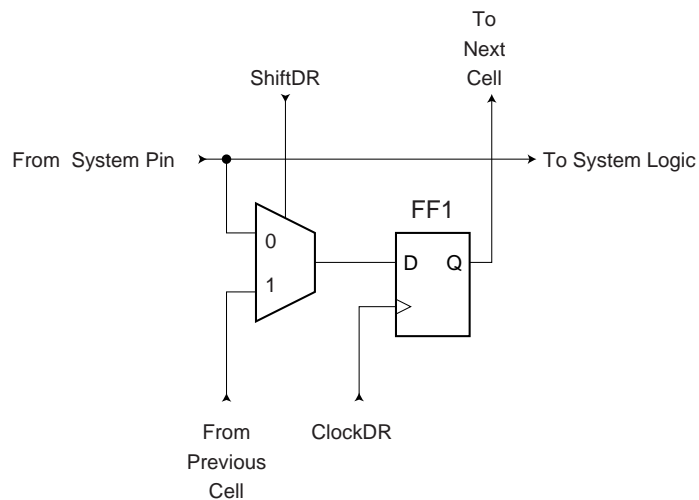 To
Next
Cell
ShiftDR
From System Pin
To System Logic
FF1
0
D Q
1
From
Previous
Cell
ClockDR